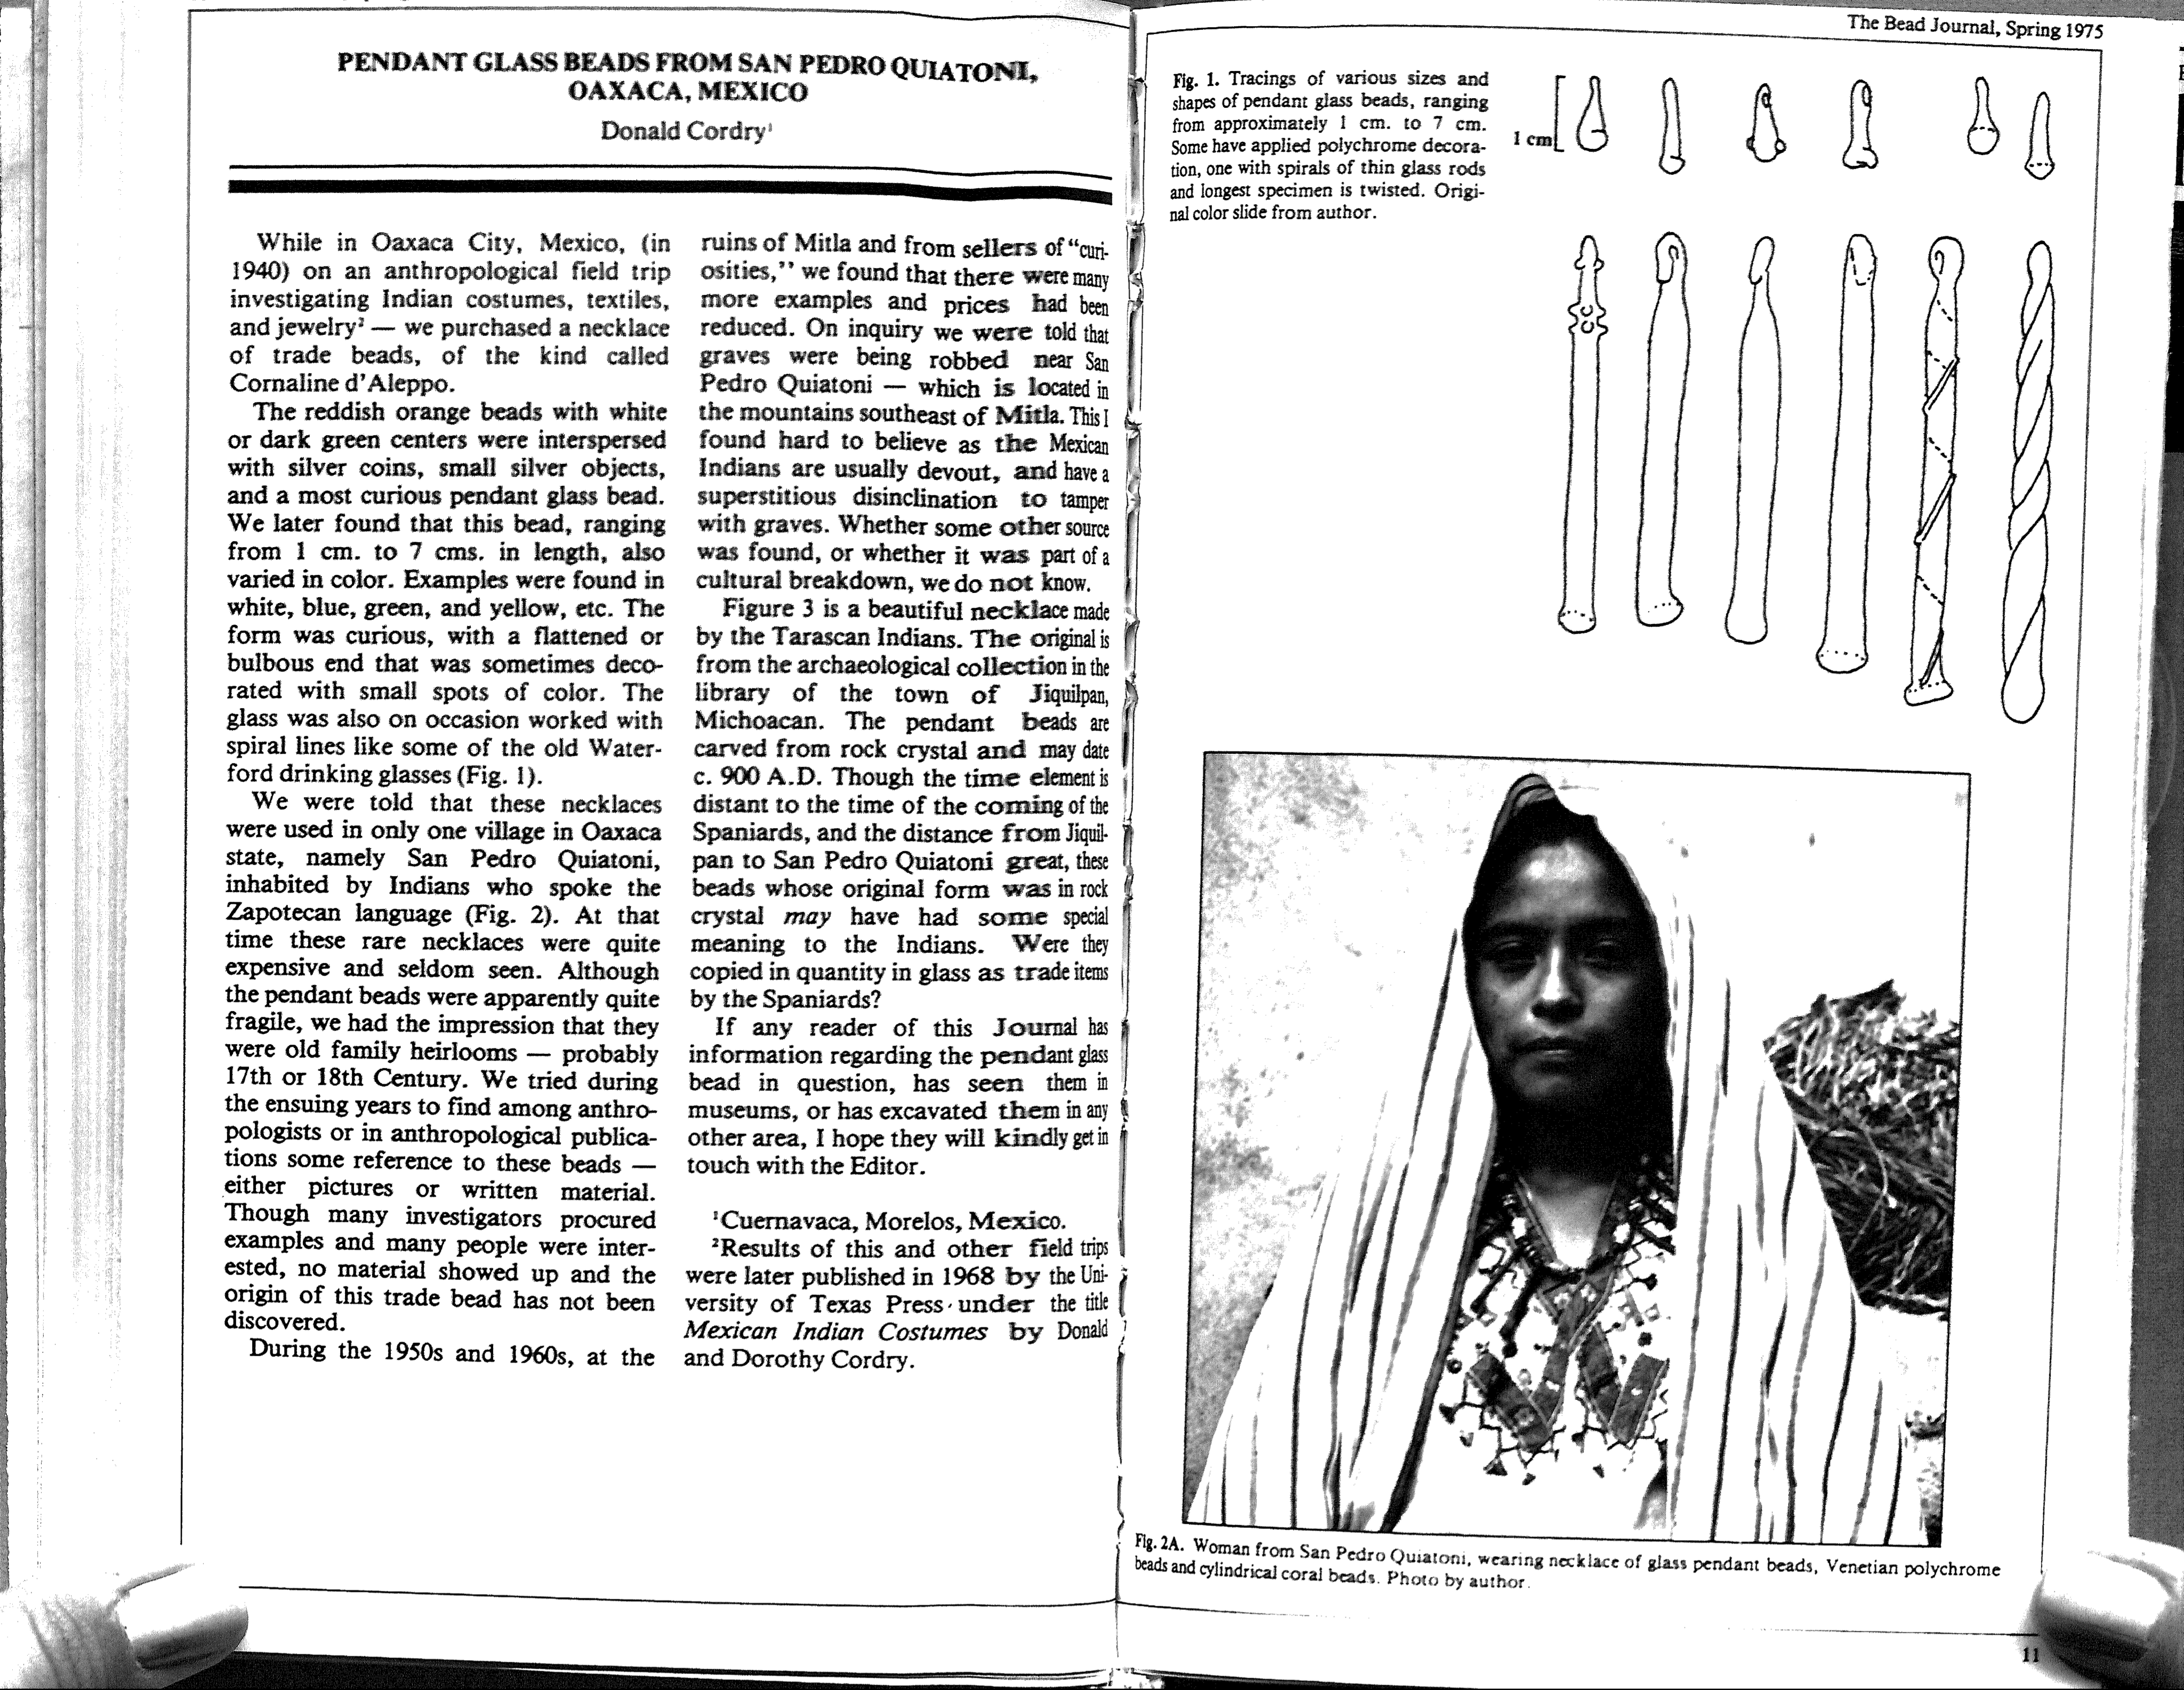 PENDANT GLASS BEADS FROM SAN PEDRO QUIATONI,
OAXACA, MEXICO
Donald Cordry¹
While in Oaxaca City, Mexico, (in
1940) on an anthropological field trip
investigating Indian costumes, textiles,
and jewelry² — we purchased a necklace
of trade beads, of the kind called
Cornaline d'Aleppo.
The reddish orange beads with white
or dark green centers were interspersed
with silver coins, small silver objects,
and a most curious pendant glass bead.
We later found that this bead, ranging
from 1 cm. to 7 cms. in length, also
varied in color. Examples were found in
white, blue, green, and yellow, etc. The
form was curious, with a flattened or
bulbous end that was sometimes deco-
rated with small spots of color. The
glass was also on occasion worked with
spiral lines like some of the old Water-
ford drinking glasses (Fig. 1).
We were told that these necklaces
were used in only one village in Oaxaca
state, namely San Pedro Quiatoni,
inhabited by Indians who spoke the
Zapotecan language (Fig. 2). At that
time these rare necklaces were quite
expensive and seldom seen. Although
the pendant beads were apparently quite
fragile, we had the impression that they
were old family heirlooms — probably
17th or 18th Century. We tried during
the ensuing years to find among anthro-
pologists or in anthropological publica-
tions some reference to these beads —
either pictures or written material.
Though many investigators procured
examples and many people were inter-
ested, no material showed up and the
origin of this trade bead has not been
discovered.
During the 1950s and 1960s, at the
ruins of Mitla and from sellers of “curi-
osities,” we found that there were many
more examples and prices had been
reduced. On inquiry we were told that
graves were being robbed near San
Pedro Quiatoni — which is located in
the mountains southeast of Mitla. This I
found hard to believe as the Mexican
Indians are usually devout, and have a
superstitious disinclination to tamper
with graves. Whether some other source
was found, or whether it was part of a
cultural breakdown, we do not know.
Figure 3 is a beautiful necklace made
by the Tarascan Indians. The original is
from the archaeological collection in the
library of the town of Jiquilpan,
Michoacan. The pendant beads are
carved from rock crystal and may date
c. 900 A.D. Though the time element is
distant to the time of the coming of the
Spaniards, and the distance from Jiquil-
pan to San Pedro Quiatoni great, these
beads whose original form was in rock
crystal may have had some special
meaning to the Indians. Were they
copied in quantity in glass as trade items
by the Spaniards?
If any reader of this Journal has
information regarding the pendant glass
bead in question, has seen them in
museums, or has excavated them in any
other area, I hope they will kindly get in
touch with the Editor.
¹Cuernavaca, Morelos, Mexico.
²Results of this and other field trips
were later published in 1968 by the Uni-
versity of Texas Press under the title
Mexican Indian Costumes by Donald
and Dorothy Cordry.
The Bead Journal, Spring 1975
Fig. 1. Tracings of various sizes and
shapes of pendant glass beads, ranging
from approximately 1 cm. to 7 cm.
Some have applied polychrome decora-
tion, one with spirals of thin glass rods
and longest specimen is twisted. Origi-
nal color slide from author.
1 cm
Fig. 2A. Woman from San Pedro Quiatoni, wearing necklace of glass pendant beads, Venetian polychrome
beads and cylindrical coral beads. Photo by author.
11